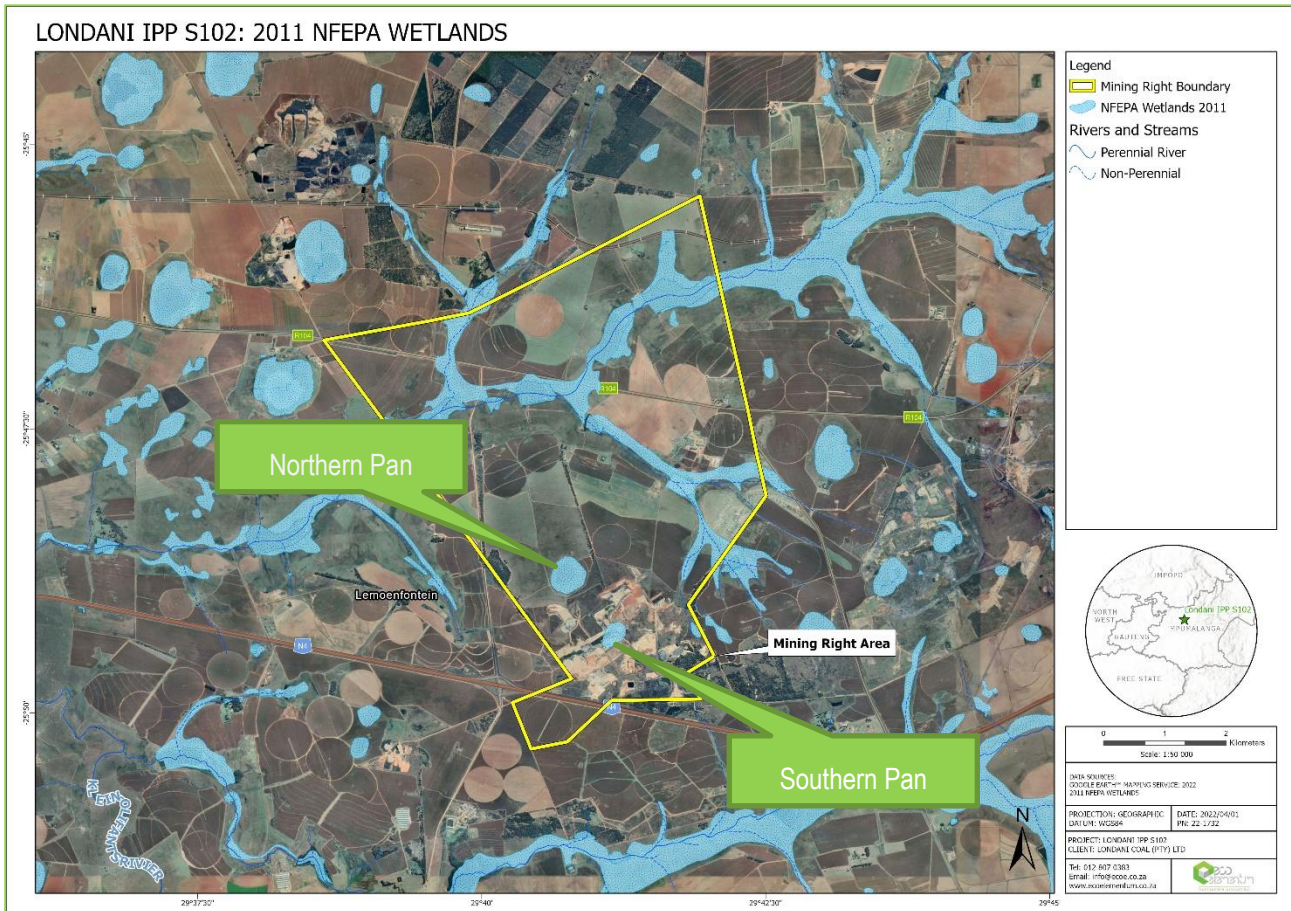 LONDANI IPP S102: 2011 NFEPA WETLANDS
Legend
Mining Right Boundary
NFEPA Wetlands 2011
Rivers and Streams
Perennial River
Non-Perennial
-25°45'
-25°47'30"
-25°50'
R104
R104
R104
Northern Pan
Lemoenfontein
N4
Mining Right Area
Southern Pan
KLEIN
OLIFANTSRIVIER
N
29°37'30"
29°40'
29°42'30"
29°45'
LIMPOPO
Londani IPP S102
NORTH
WEST
GAUTENG
MPUMALANGA
FREE STATE
0 1 2
Kilometers
Scale: 1:50 000
DATA SOURCES:
GOOGLE EARTH™ MAPPING SERVICE: 2022
2011 NFEPA WETLANDS
PROJECTION: GEOGRAPHIC
DATUM: WGS84
DATE: 2022/04/01
PN: 22-1732
PROJECT: LONDANI IPP S102
CLIENT: LONDANI COAL (PTY) LTD
Tel: 012 807 0383
Email: info@ecoe.co.za
www.ecoelementum.co.za
eco
elementum